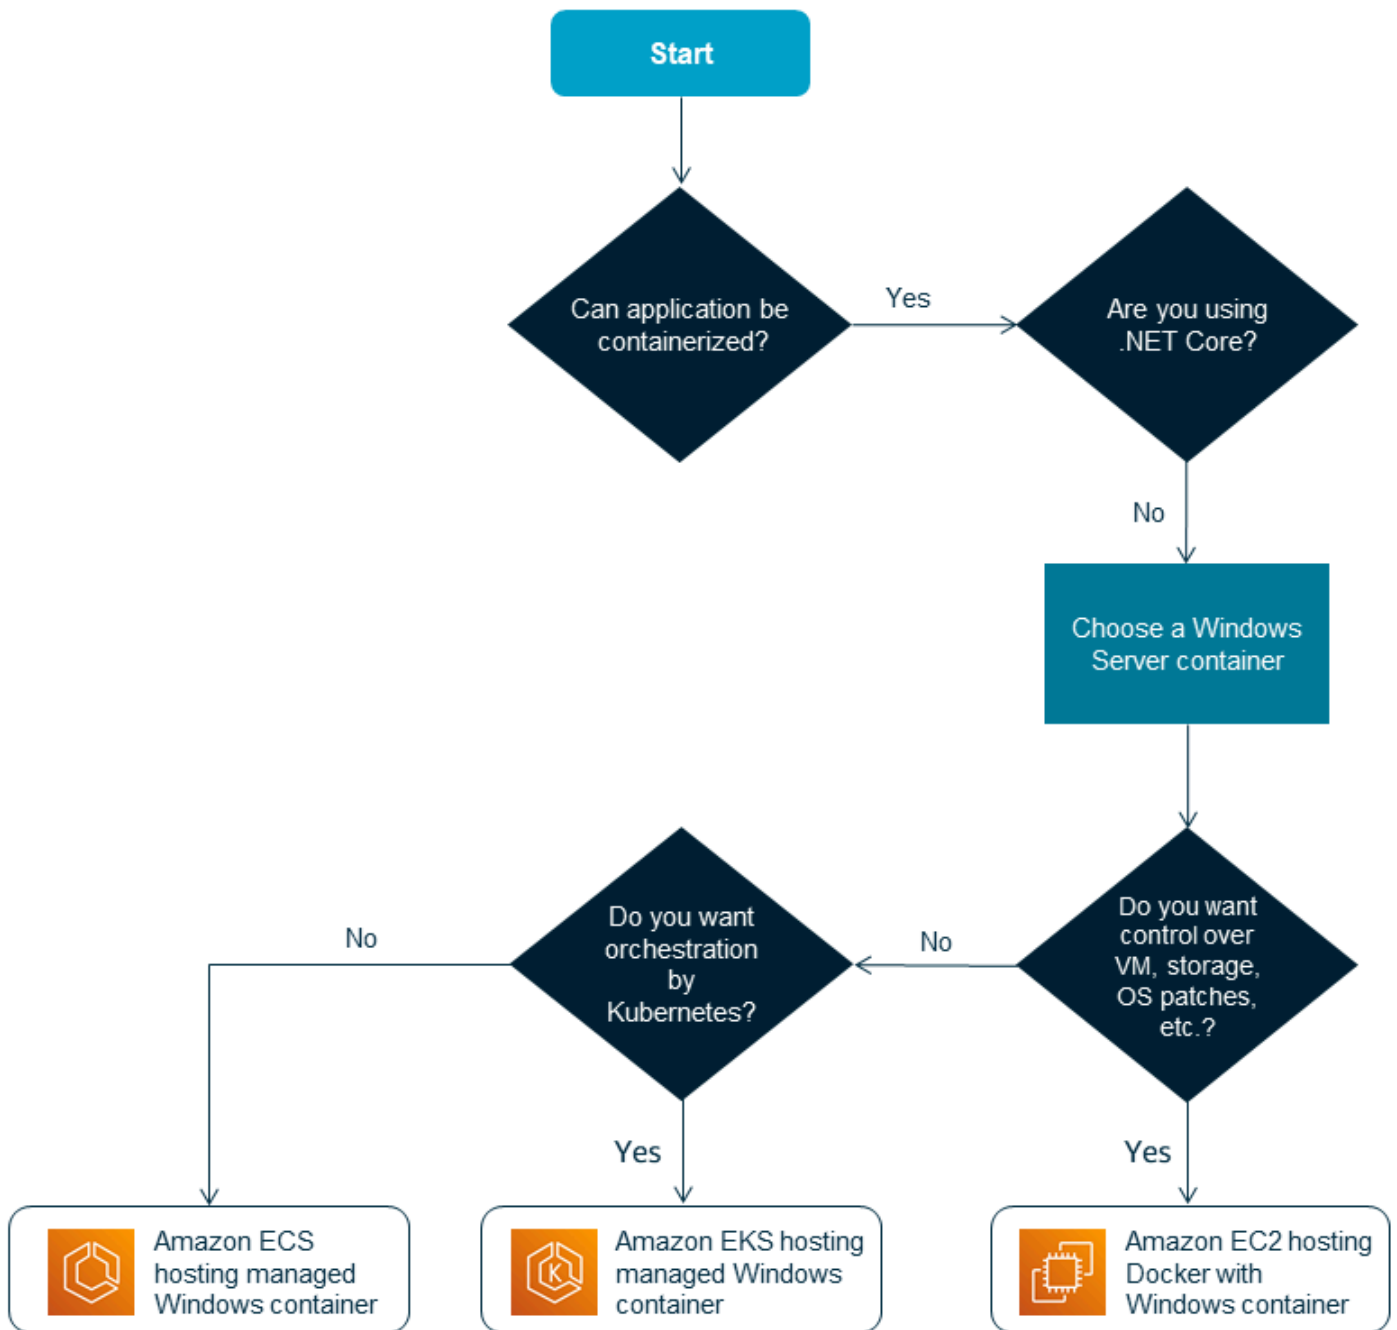 Start
Can application be
containerized?
Yes
Are you using
.NET Core?
No
Choose a Windows
Server container
Do you want
control over
VM, storage,
OS patches,
etc.?
No
Do you want
orchestration
by
Kubernetes?
No
Yes
Yes
Amazon ECS
hosting managed
Windows container
K
Amazon EKS hosting
managed Windows
container
Amazon EC2 hosting
Docker with
Windows container